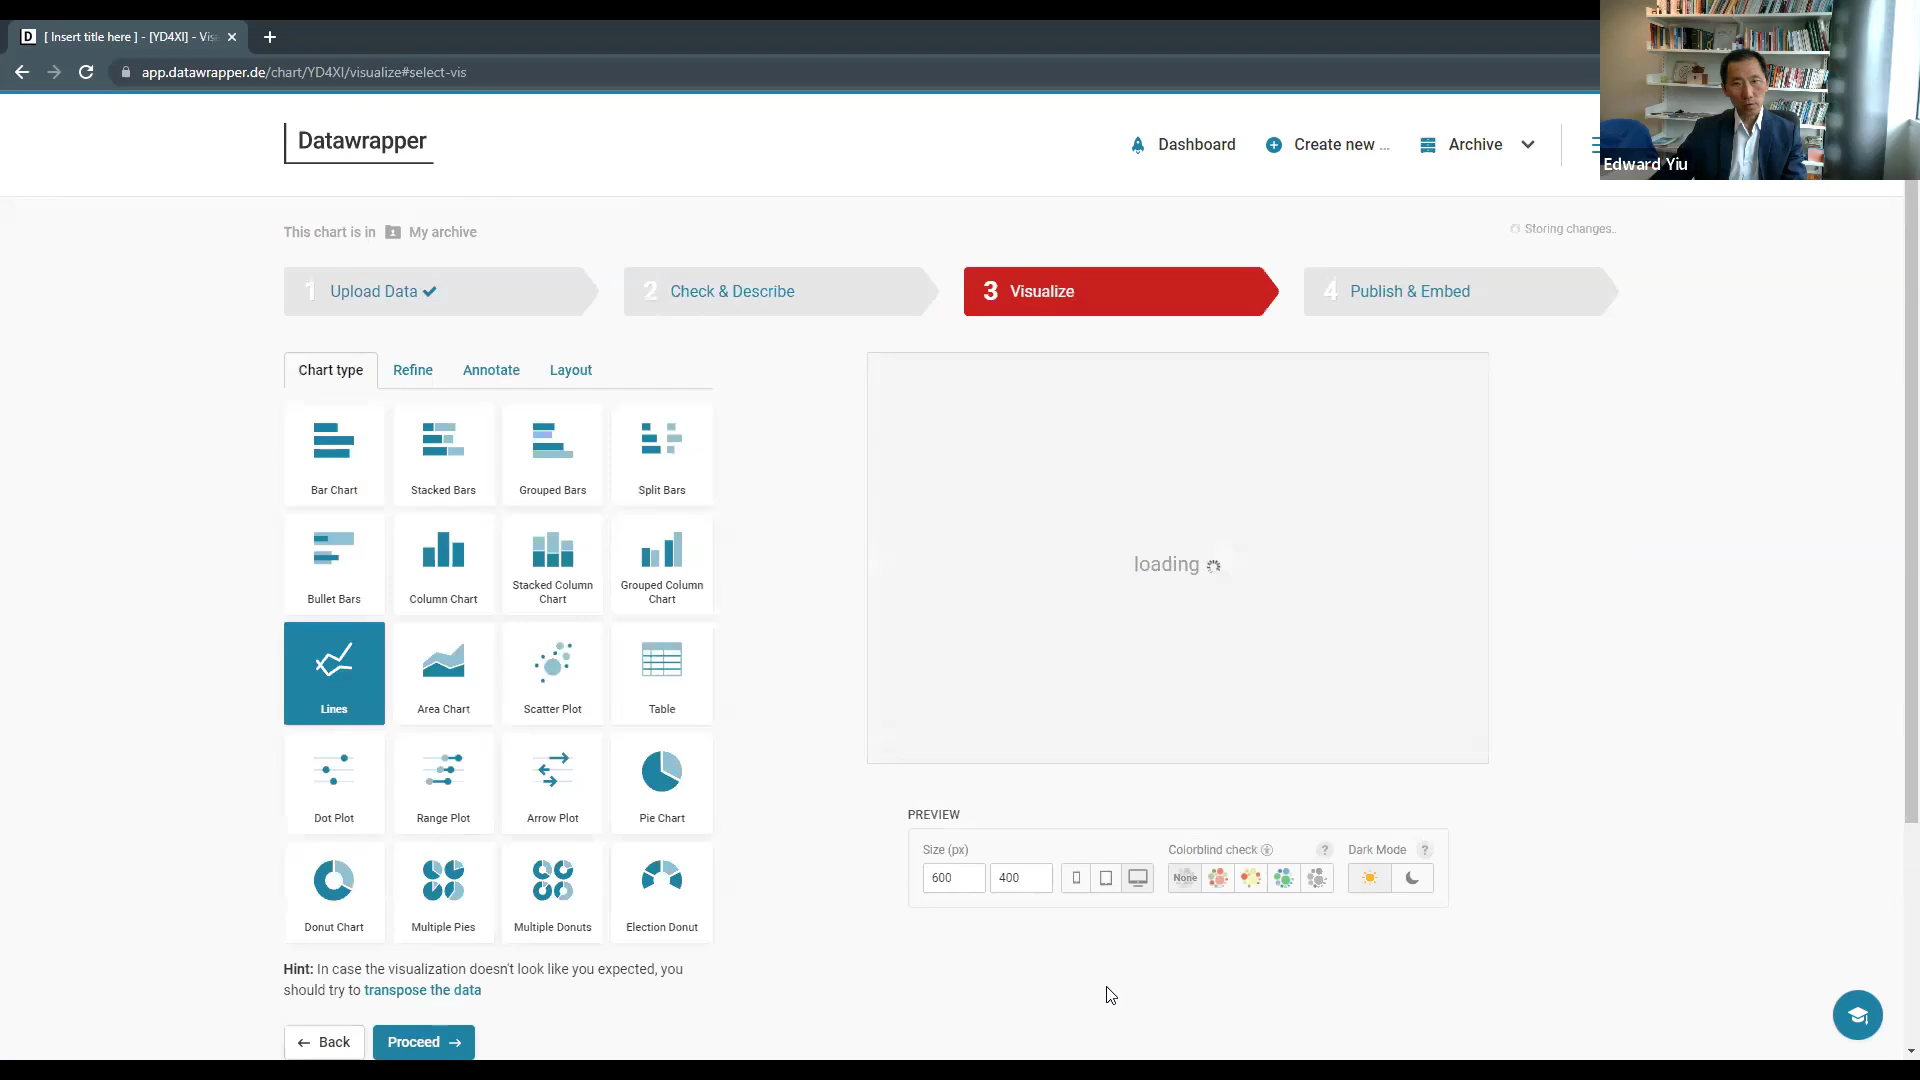 [ Insert title here ] - [YD4XI] - Vis
app.datawrapper.de/chart/YD4XI/visualize#select-vis
Datawrapper
Dashboard
Create new ...
Archive
Edward Yiu
This chart is in My archive
Storing changes..
1 Upload Data
2 Check & Describe
3 Visualize
4 Publish & Embed
Chart type
Refine
Annotate
Layout
Bar Chart
Stacked Bars
Grouped Bars
Split Bars
Bullet Bars
Column Chart
Stacked Column
Chart
Grouped Column
Chart
Lines
Area Chart
Scatter Plot
Table
Dot Plot
Range Plot
Arrow Plot
Pie Chart
Donut Chart
Multiple Pies
Multiple Donuts
Election Donut
Hint: In case the visualization doesn't look like you expected, you
should try to transpose the data
Back
Proceed
loading
PREVIEW
Size (px)
600
400
Colorblind check
?
None
Dark Mode
?